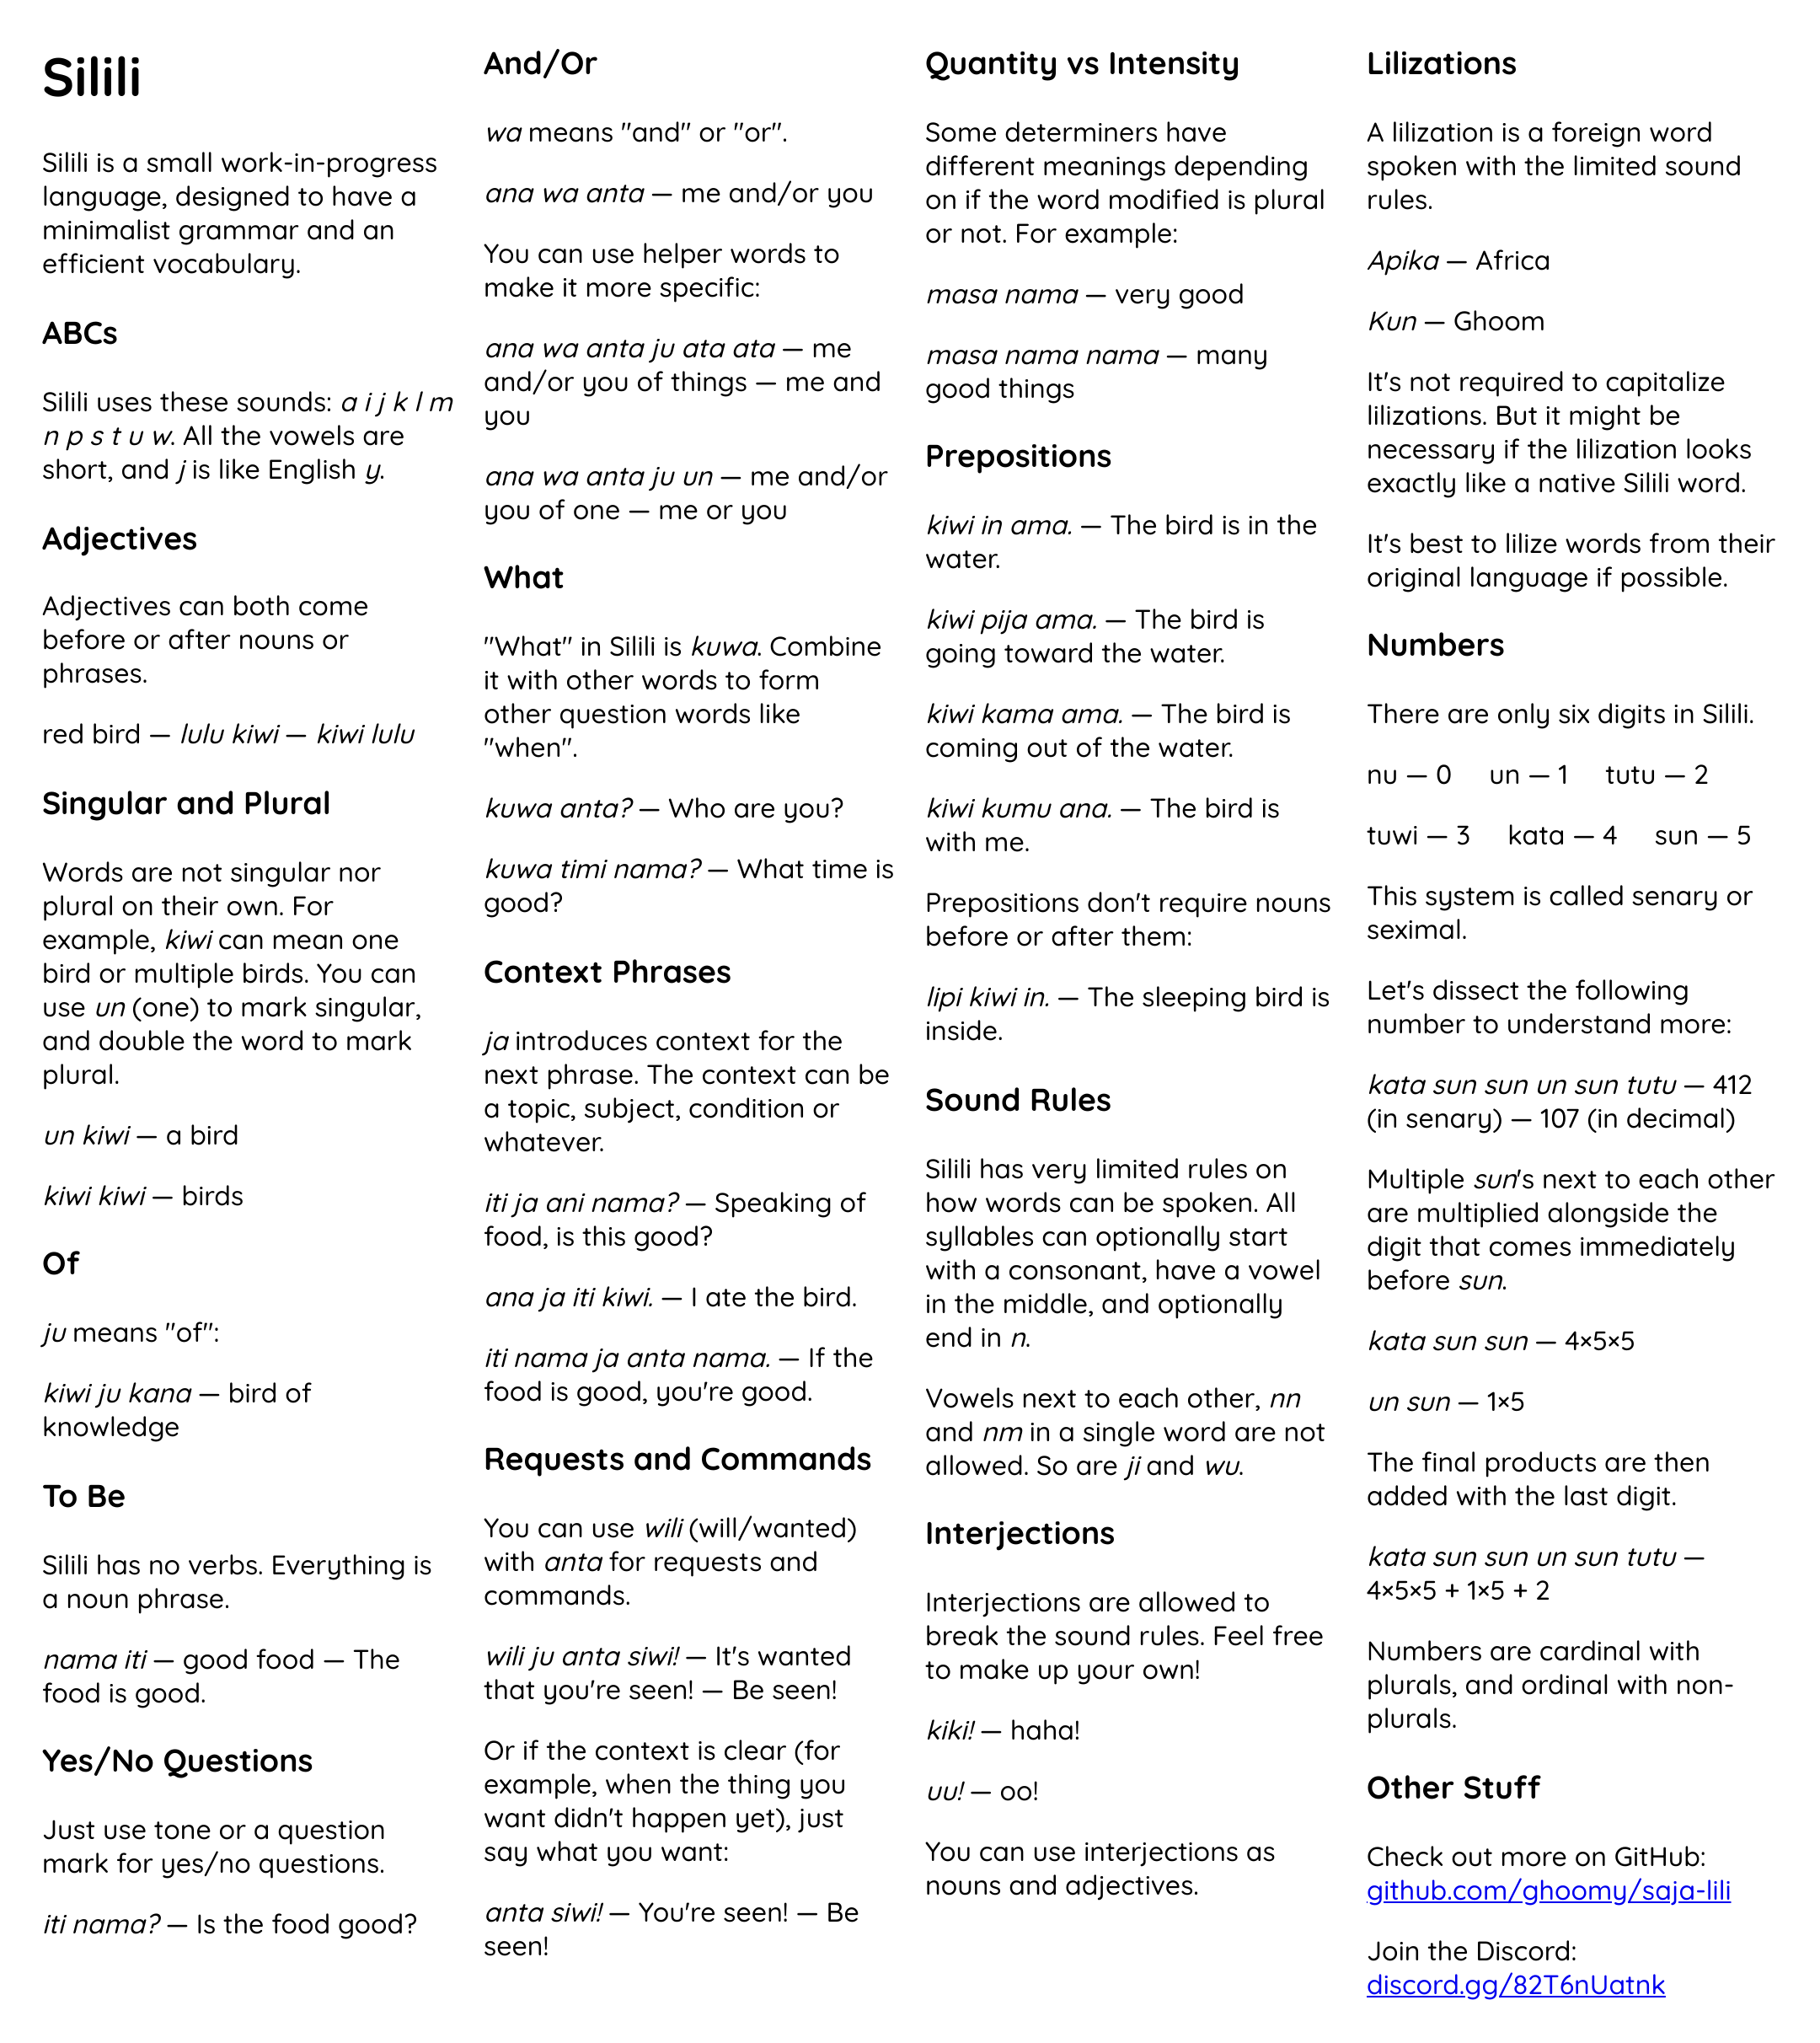 Silili
Silili is a small work-in-progress
language, designed to have a
minimalist grammar and an
efficient vocabulary.
ABCs
Silili uses these sounds: a i j k l m
n p s t u w. All the vowels are
short, and j is like English y.
Adjectives
Adjectives can both come
before or after nouns or
phrases.
red bird — lulu kiwi — kiwi lulu
Singular and Plural
Words are not singular nor
plural on their own. For
example, kiwi can mean one
bird or multiple birds. You can
use un (one) to mark singular,
and double the word to mark
plural.
un kiwi — a bird
kiwi kiwi — birds
Of
ju means "of":
kiwi ju kana — bird of
knowledge
To Be
Silili has no verbs. Everything is
a noun phrase.
nama iti — good food — The
food is good.
Yes/No Questions
Just use tone or a question
mark for yes/no questions.
iti nama? — Is the food good?
And/Or
wa means "and" or "or".
ana wa anta — me and/or you
You can use helper words to
make it more specific:
ana wa anta ju ata ata — me
and/or you of things — me and
you
ana wa anta ju un — me and/or
you of one — me or you
What
"What" in Silili is kuwa. Combine
it with other words to form
other question words like
"when".
kuwa anta? — Who are you?
kuwa timi nama? — What time is
good?
Context Phrases
ja introduces context for the
next phrase. The context can be
a topic, subject, condition or
whatever.
iti ja ani nama? — Speaking of
food, is this good?
ana ja iti kiwi. — I ate the bird.
iti nama ja anta nama. — If the
food is good, you're good.
Requests and Commands
You can use wili (will/wanted)
with anta for requests and
commands.
wili ju anta siwi! — It's wanted
that you're seen! — Be seen!
Or if the context is clear (for
example, when the thing you
want didn't happen yet), just
say what you want:
anta siwi! — You're seen! — Be
seen!
Quantity vs Intensity
Some determiners have
different meanings depending
on if the word modified is plural
or not. For example:
masa nama — very good
masa nama nama — many
good things
Prepositions
kiwi in ama. — The bird is in the
water.
kiwi pija ama. — The bird is
going toward the water.
kiwi kama ama. — The bird is
coming out of the water.
kiwi kumu ana. — The bird is
with me.
Prepositions don't require nouns
before or after them:
lipi kiwi in. — The sleeping bird is
inside.
Sound Rules
Silili has very limited rules on
how words can be spoken. All
syllables can optionally start
with a consonant, have a vowel
in the middle, and optionally
end in n.
Vowels next to each other, nn
and nm in a single word are not
allowed. So are ji and wu.
Interjections
Interjections are allowed to
break the sound rules. Feel free
to make up your own!
kiki! — haha!
uu! — oo!
You can use interjections as
nouns and adjectives.
Lilizations
A lilization is a foreign word
spoken with the limited sound
rules.
Apika — Africa
Kun — Ghoom
It's not required to capitalize
lilizations. But it might be
necessary if the lilization looks
exactly like a native Silili word.
It's best to lilize words from their
original language if possible.
Numbers
There are only six digits in Silili.
nu — 0 un — 1 tutu — 2
tuwi — 3 kata — 4 sun — 5
This system is called senary or
seximal.
Let's dissect the following
number to understand more:
kata sun sun un sun tutu — 412
(in senary) — 107 (in decimal)
Multiple sun's next to each other
are multiplied alongside the
digit that comes immediately
before sun.
kata sun sun — 4×5×5
un sun — 1×5
The final products are then
added with the last digit.
kata sun sun un sun tutu —
4×5×5 + 1×5 + 2
Numbers are cardinal with
plurals, and ordinal with non-
plurals.
Other Stuff
Check out more on GitHub:
github.com/ghoomy/saja-lili
Join the Discord:
discord.gg/82T6nUatnk